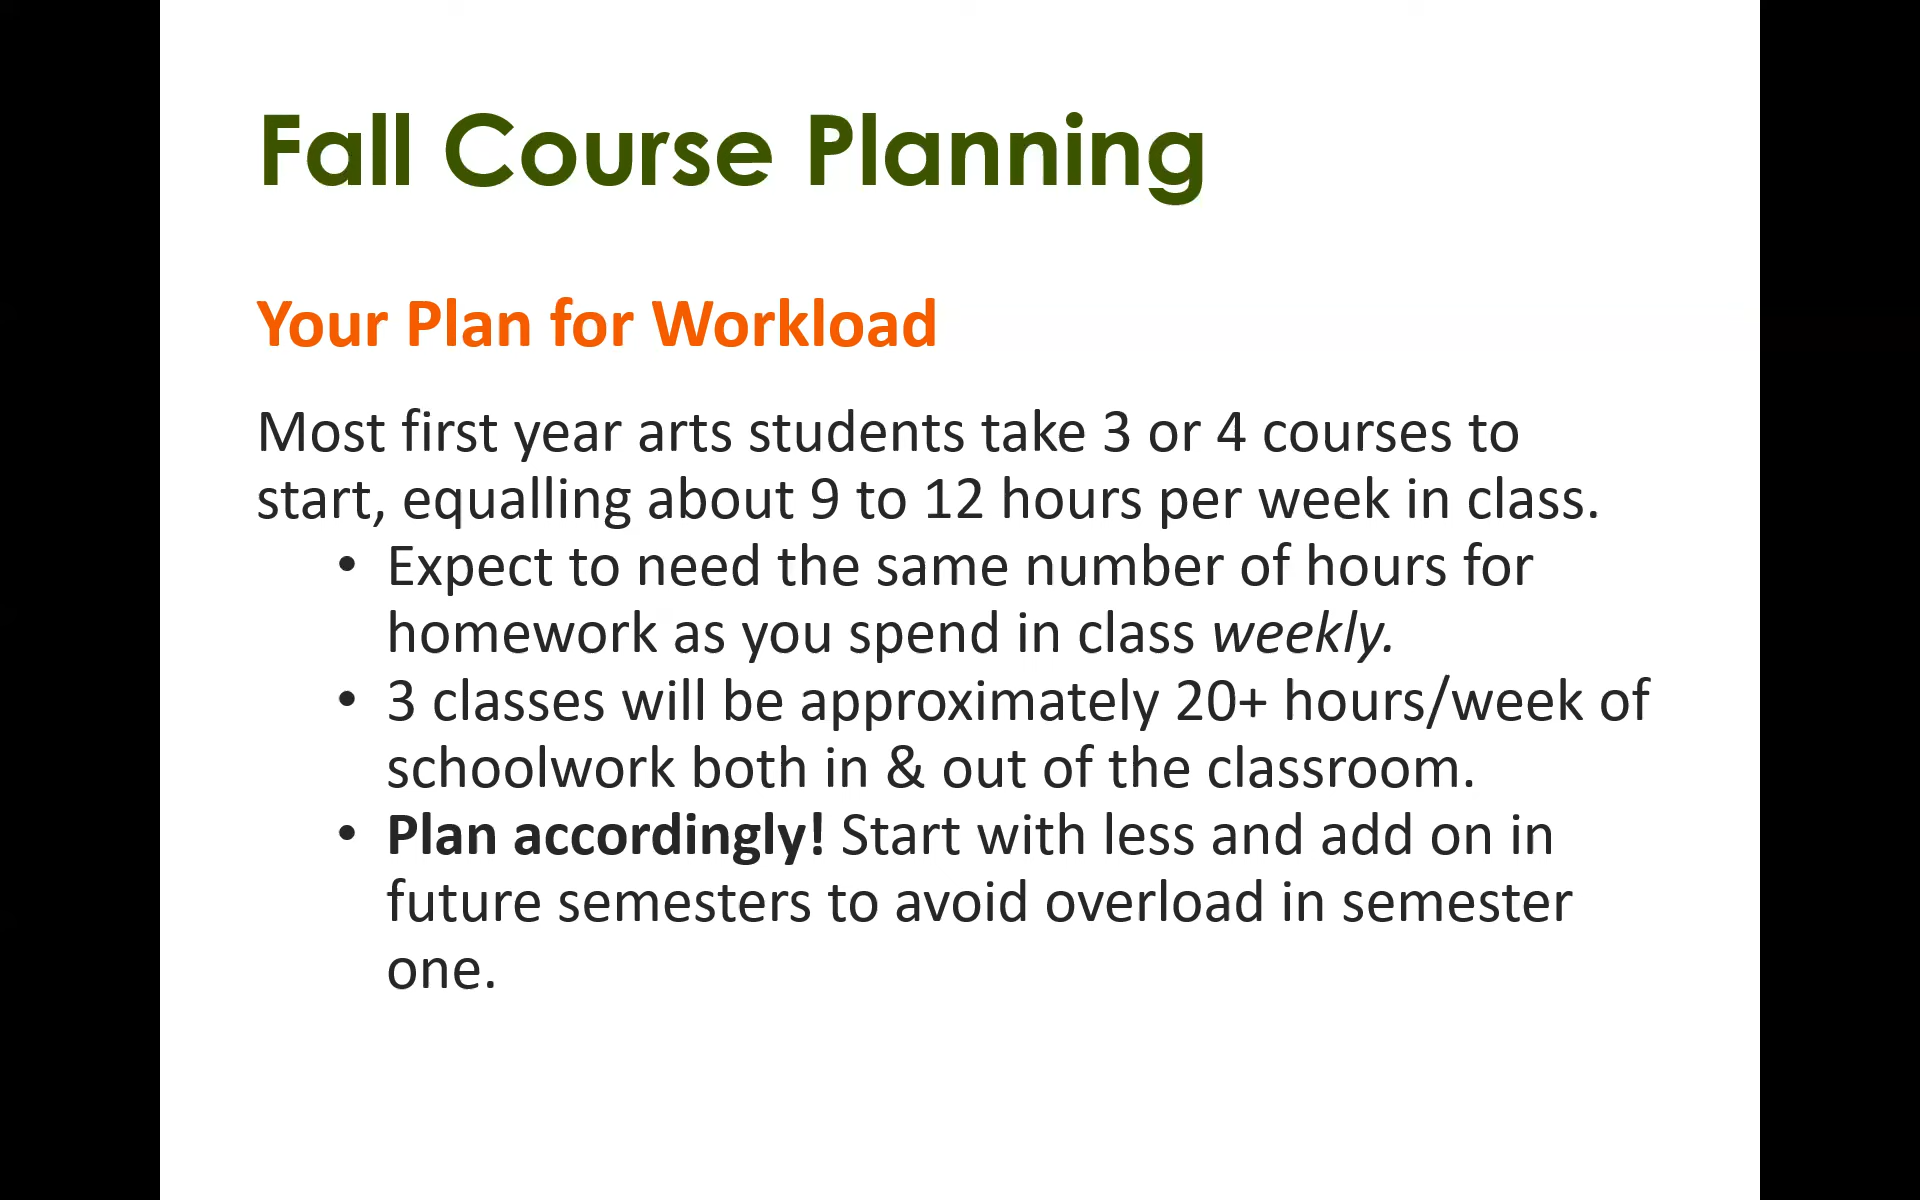 Fall Course Planning
Your Plan for Workload
Most first year arts students take 3 or 4 courses to
start, equalling about 9 to 12 hours per week in class.
• Expect to need the same number of hours for
homework as you spend in class weekly.
• 3 classes will be approximately 20+ hours/week of
schoolwork both in & out of the classroom.
• Plan accordingly! Start with less and add on in
future semesters to avoid overload in semester
one.